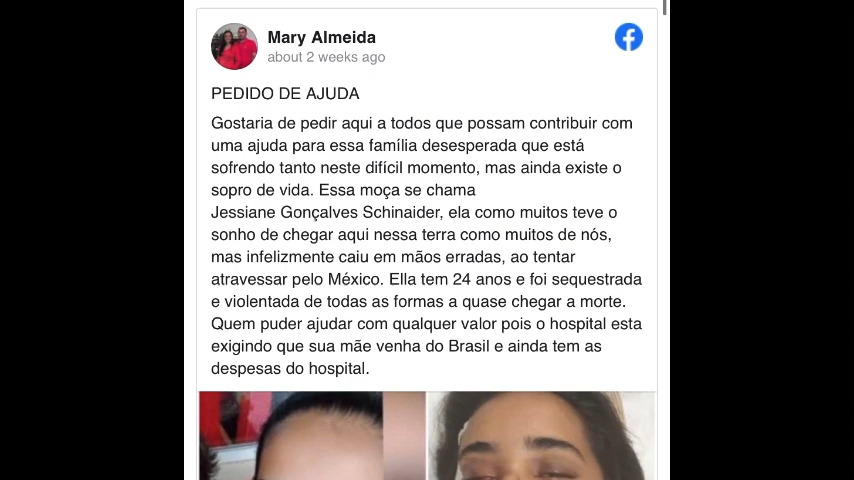 Mary Almeida
about 2 weeks ago
PEDIDO DE AJUDA
Gostaria de pedir aqui a todos que possam contribuir com
uma ajuda para essa família desesperada que está
sofrendo tanto neste difícil momento, mas ainda existe o
sopro de vida. Essa moça se chama
Jessiane Gonçalves Schinaider, ela como muitos teve o
sonho de chegar aqui nessa terra como muitos de nós,
mas infelizmente caiu em mãos erradas, ao tentar
atravessar pelo México. Ella tem 24 anos e foi sequestrada
e violentada de todas as formas a quase chegar a morte.
Quem puder ajudar com qualquer valor pois o hospital esta
exigindo que sua mãe venha do Brasil e ainda tem as
despesas do hospital.